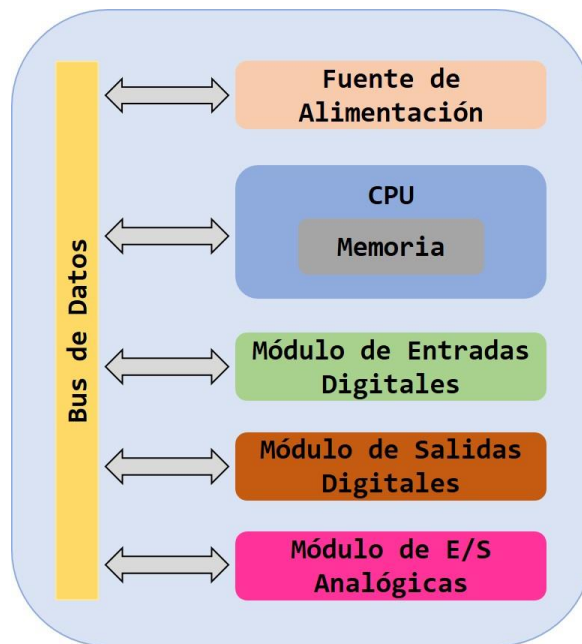 Bus de Datos
Fuente de
Alimentación
CPU
Memoria
Módulo de Entradas
Digitales
Módulo de Salidas
Digitales
Módulo de E/S
Analógicas